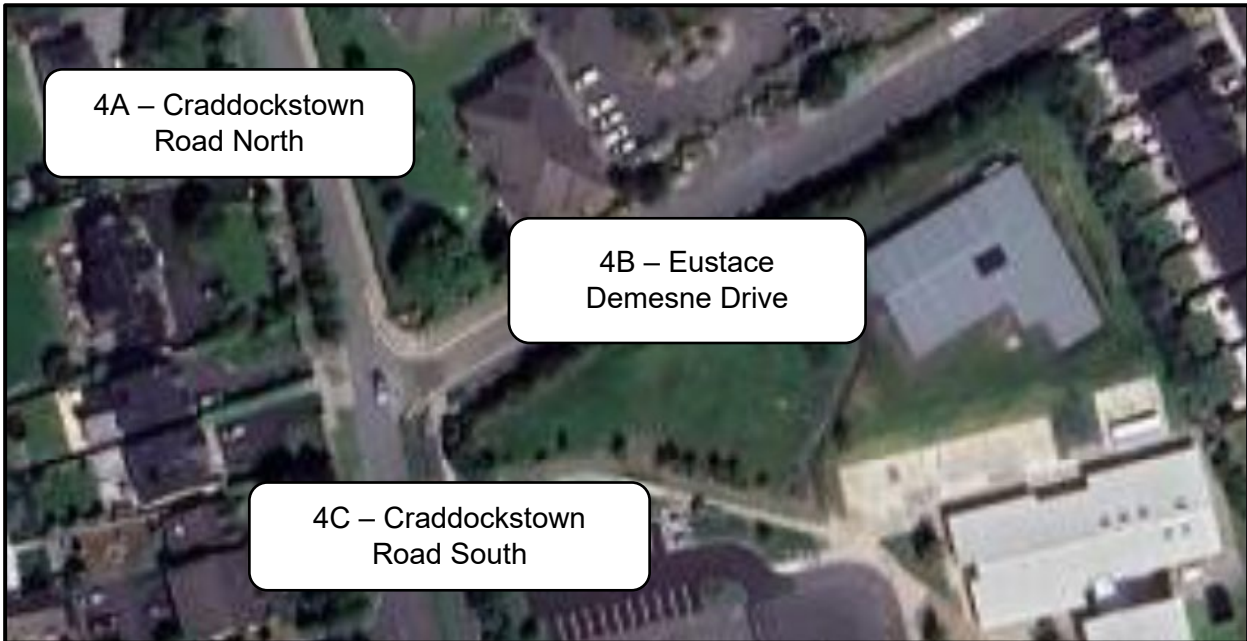 4A – Craddockstown
Road North
4B – Eustace
Demesne Drive
4C – Craddockstown
Road South